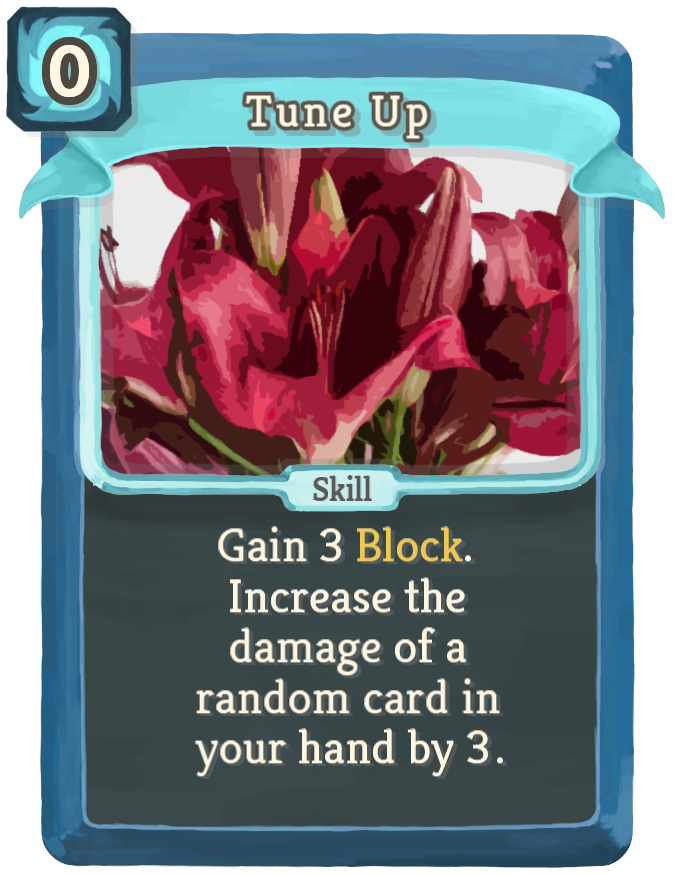 0
Tune Up
Skill
Gain 3 Block.
Increase the
damage of a
random card in
your hand by 3.